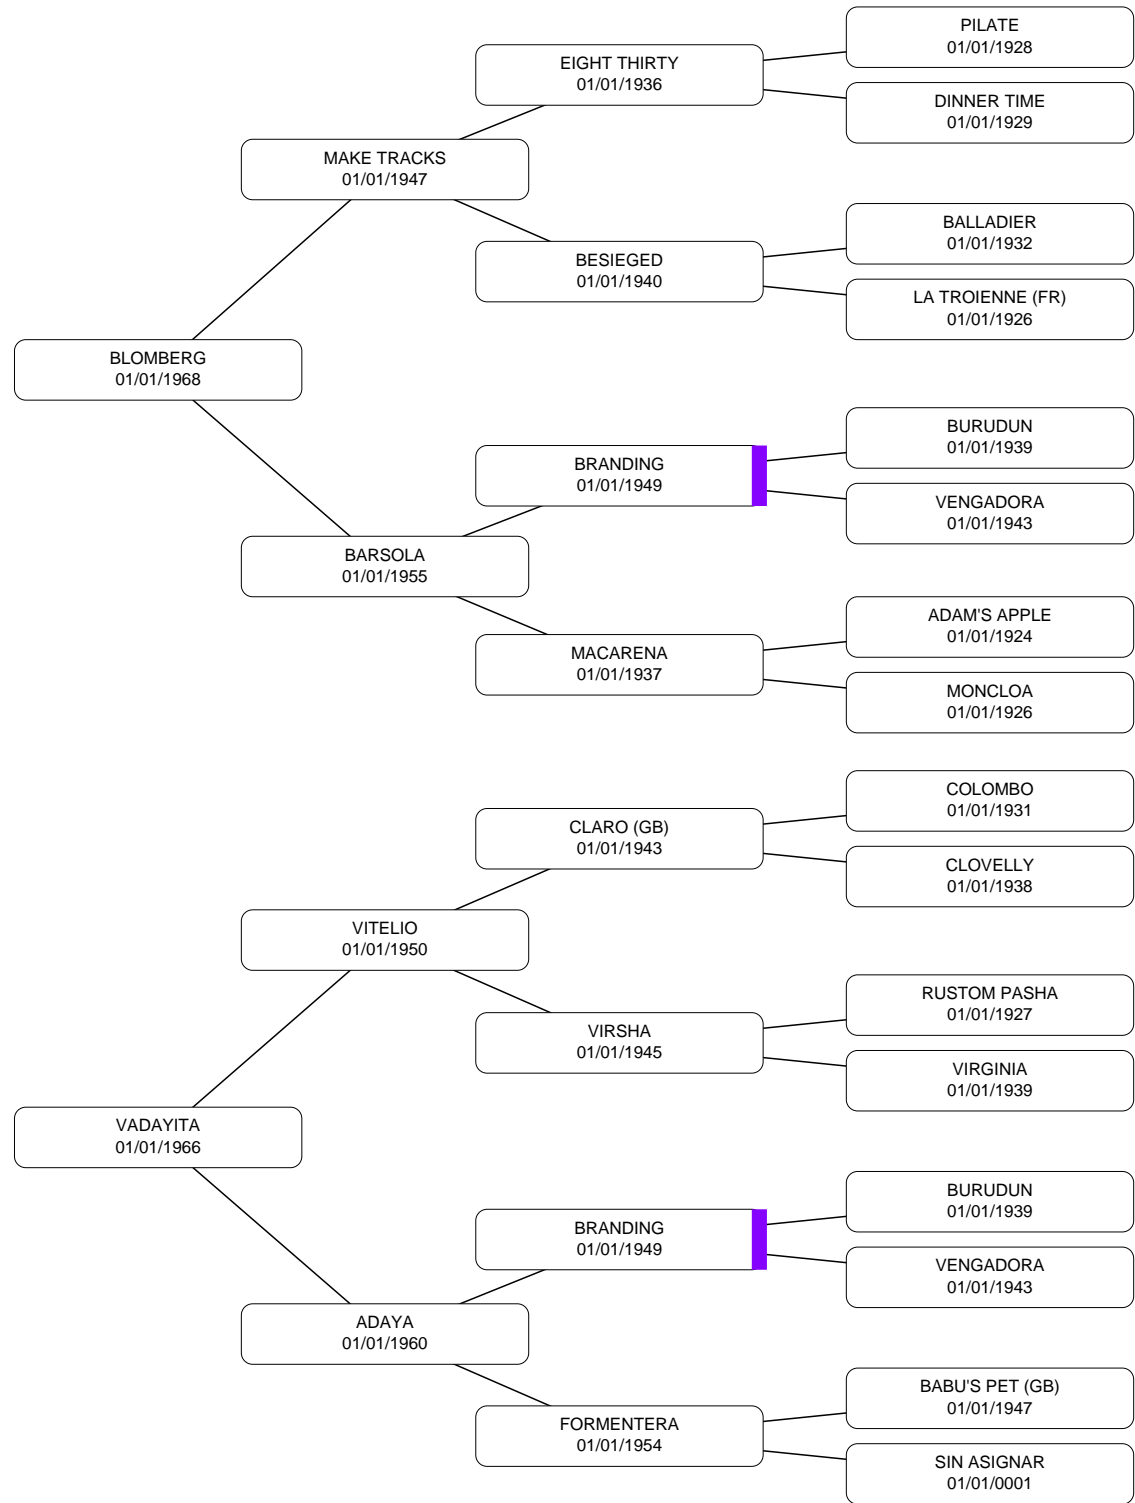 PILATE
01/01/1928
EIGHT THIRTY
01/01/1936
DINNER TIME
01/01/1929
MAKE TRACKS
01/01/1947
BALLADIER
01/01/1932
BESIEGED
01/01/1940
LA TROIENNE (FR)
01/01/1926
BLOMBERG
01/01/1968
BURUDUN
01/01/1939
BRANDING
01/01/1949
VENGADORA
01/01/1943
BARSOLA
01/01/1955
ADAM'S APPLE
01/01/1924
MACARENA
01/01/1937
MONCLOA
01/01/1926
COLOMBO
01/01/1931
CLARO (GB)
01/01/1943
CLOVELLY
01/01/1938
VITELIO
01/01/1950
RUSTOM PASHA
01/01/1927
VIRSHA
01/01/1945
VIRGINIA
01/01/1939
VADAYITA
01/01/1966
BURUDUN
01/01/1939
BRANDING
01/01/1949
VENGADORA
01/01/1943
ADAYA
01/01/1960
BABU'S PET (GB)
01/01/1947
FORMENTERA
01/01/1954
SIN ASIGNAR
01/01/0001